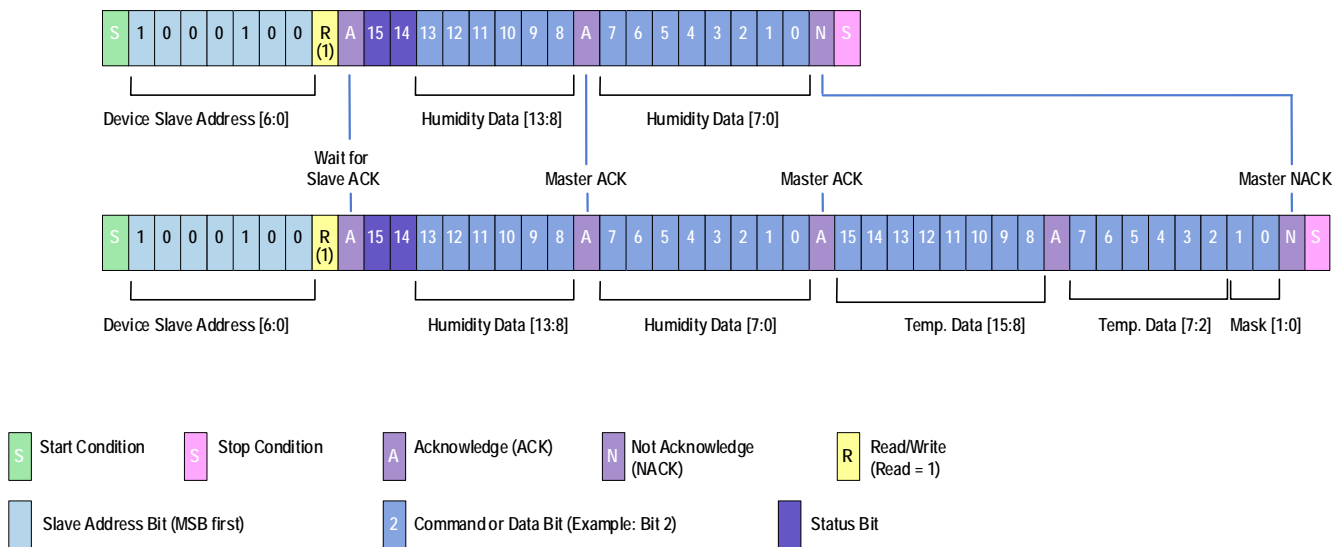 S 1 0 0 0 1 0 0 R (1) A 15 14 13 12 11 10 9 8 A 7 6 5 4 3 2 1 0 N S
Device Slave Address [6:0] Humidity Data [13:8] Humidity Data [7:0]
Wait for
Slave ACK Master ACK Master ACK Master NACK
S 1 0 0 0 1 0 0 R (1) A 15 14 13 12 11 10 9 8 A 7 6 5 4 3 2 1 0 A 15 14 13 12 11 10 9 8 A 7 6 5 4 3 2 1 0 N S
Device Slave Address [6:0] Humidity Data [13:8] Humidity Data [7:0] Temp. Data [15:8] Temp. Data [7:2] Mask [1:0]
S Start Condition S Stop Condition A Acknowledge (ACK) N Not Acknowledge R Read/Write
(NACK) (Read = 1)
Slave Address Bit (MSB first) 2 Command or Data Bit (Example: Bit 2) Status Bit